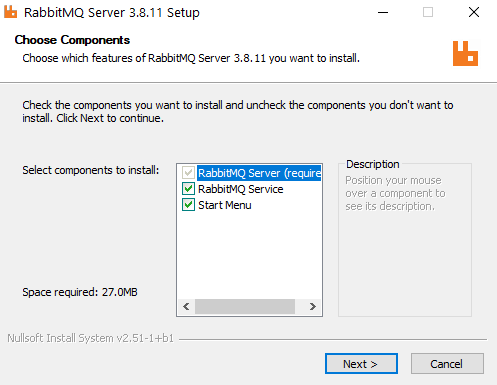 RabbitMQ Server 3.8.11 Setup
Choose Components
Choose which features of RabbitMQ Server 3.8.11 you want to install.
Check the components you want to install and uncheck the components you don't want to
install. Click Next to continue.
Select components to install:
RabbitMQ Server (require
RabbitMQ Service
Start Menu
Description
Position your mouse
over a component to
see its description.
Space required: 27.0MB
Nullsoft Install System v2.51-1+b1
Next >
Cancel